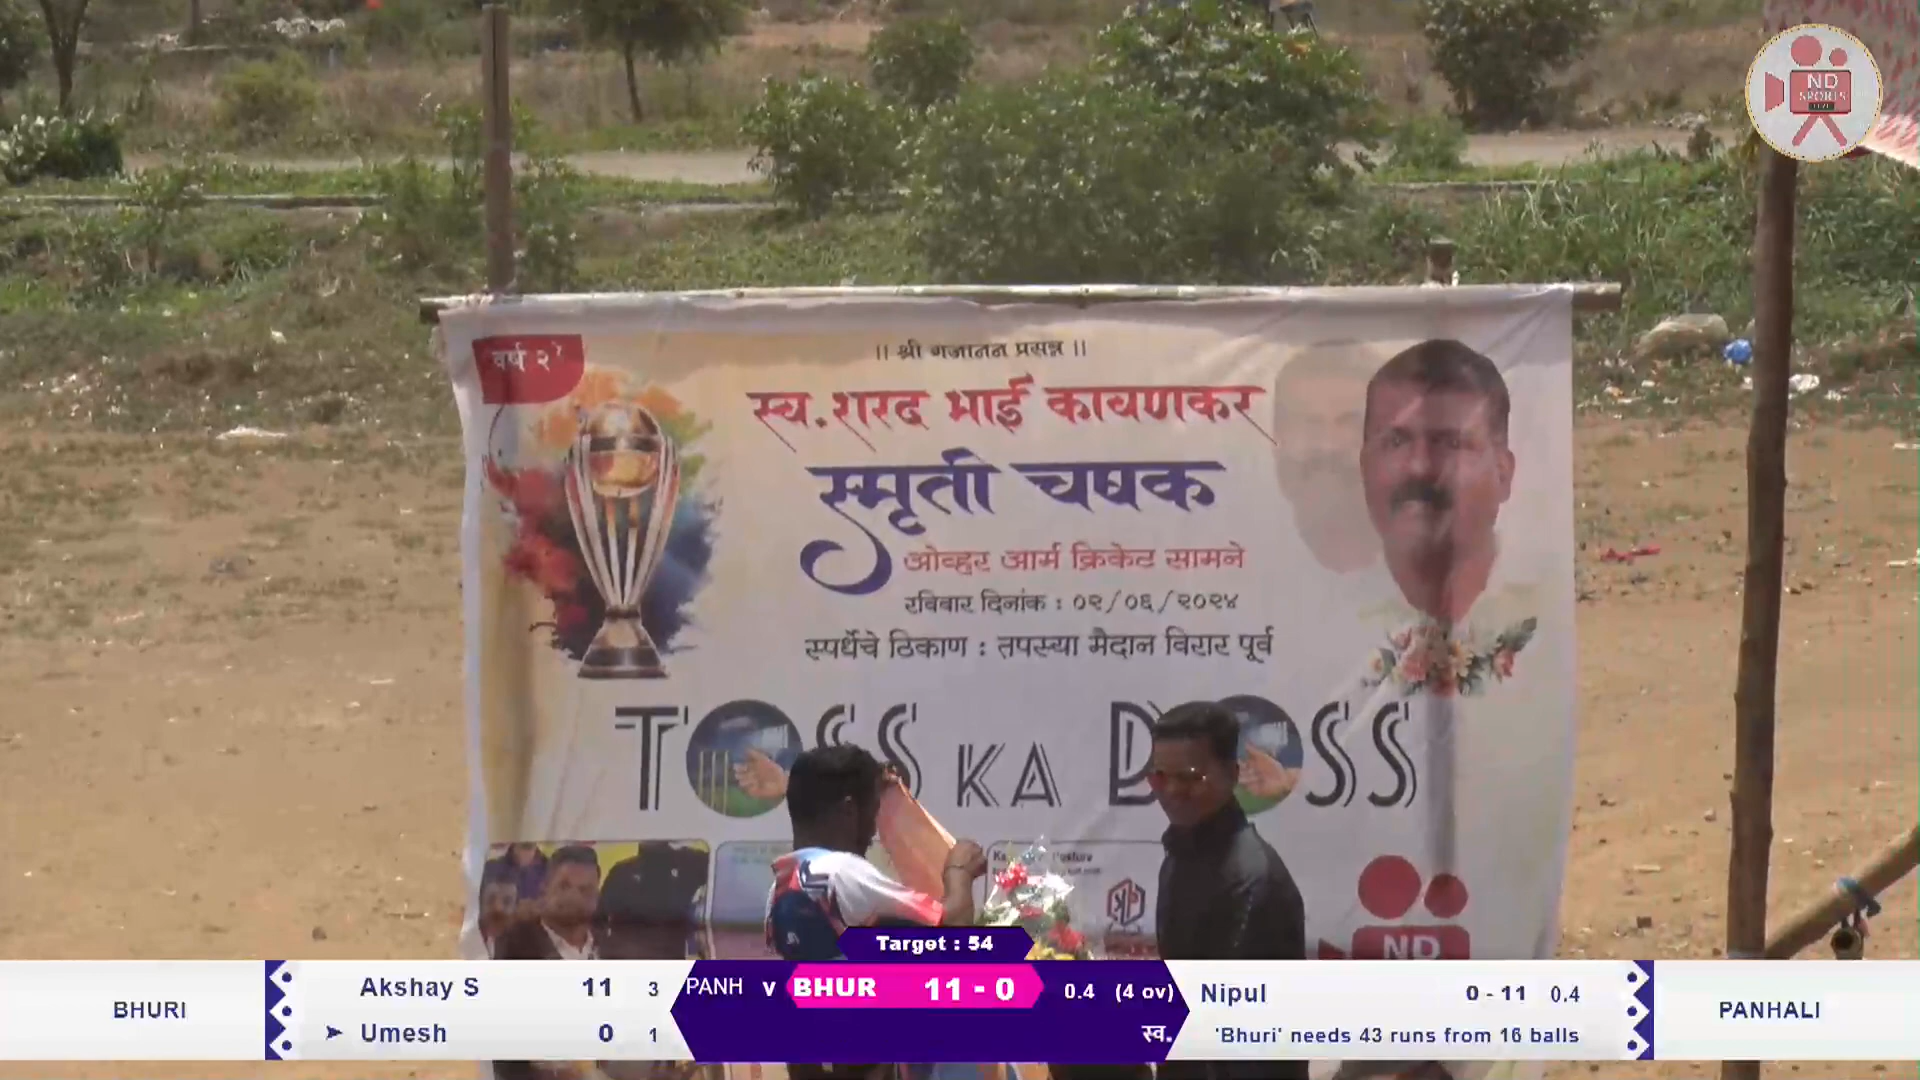 ND
SPORTS
LIVE
वर्ष २
|| श्री गजानन प्रसन्न ||
स्व.शरद भाई कावणकर
स्मृती चषक
ओव्हर आर्म क्रिकेट सामने
रविवार दिनांक : ०२/०६/२०२४
स्पर्धेचे ठिकाण : तपस्या मैदान विरार पूर्व
TOSS KA BOSS
ND
Target : 54
BHURI
Akshay S 11 3
Umesh 0 1
PANH v BHUR 11 - 0 0.4 (4 ov)
स्व.
Nipul 0 - 11 0.4
'Bhuri' needs 43 runs from 16 balls
PANHALI